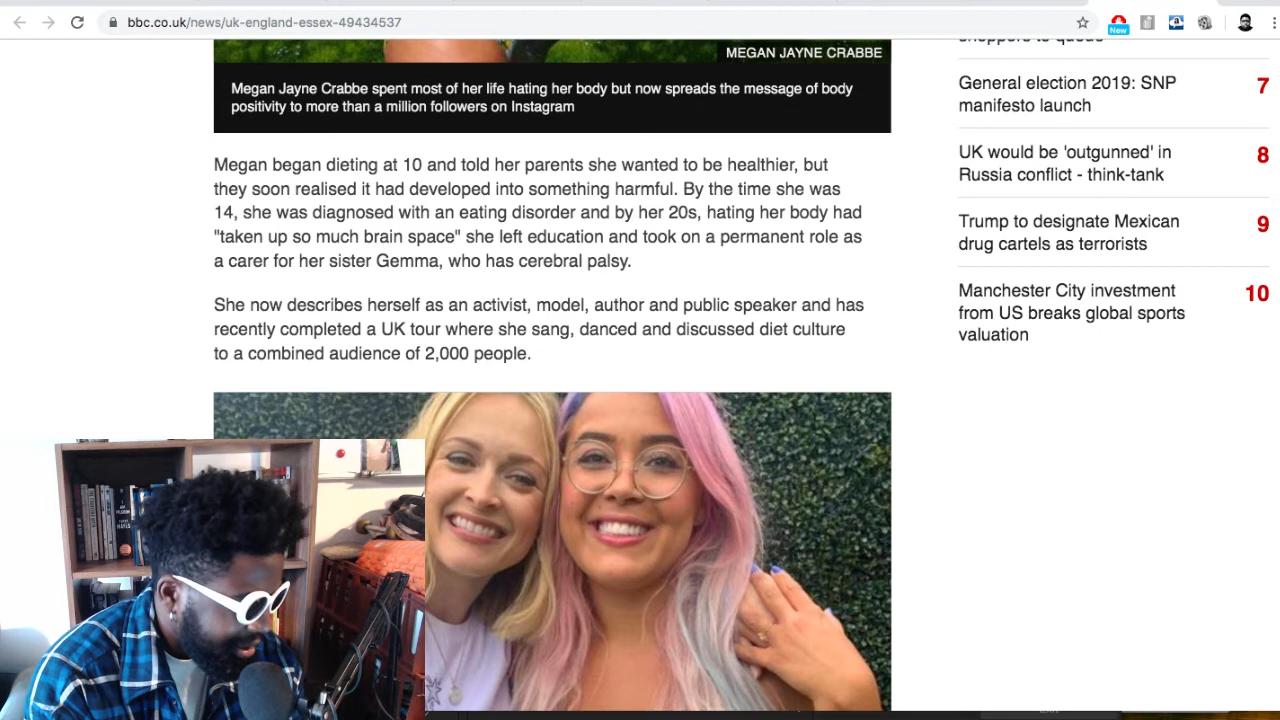 bbc.co.uk/news/uk-england-essex-49434537
New
MEGAN JAYNE CRABBE
Megan Jayne Crabbe spent most of her life hating her body but now spreads the message of body
positivity to more than a million followers on Instagram
Megan began dieting at 10 and told her parents she wanted to be healthier, but
they soon realised it had developed into something harmful. By the time she was
14, she was diagnosed with an eating disorder and by her 20s, hating her body had
"taken up so much brain space" she left education and took on a permanent role as
a carer for her sister Gemma, who has cerebral palsy.
She now describes herself as an activist, model, author and public speaker and has
recently completed a UK tour where she sang, danced and discussed diet culture
to a combined audience of 2,000 people.
shoppers to queue
General election 2019: SNP
manifesto launch
7
UK would be 'outgunned' in
Russia conflict - think-tank
8
Trump to designate Mexican
drug cartels as terrorists
9
Manchester City investment
from US breaks global sports
valuation
10